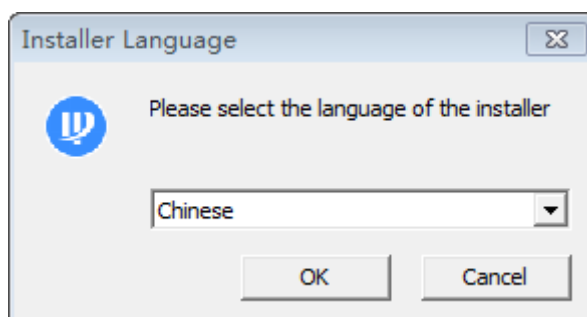 Installer Language
Please select the language of the installer
Chinese
OK
Cancel